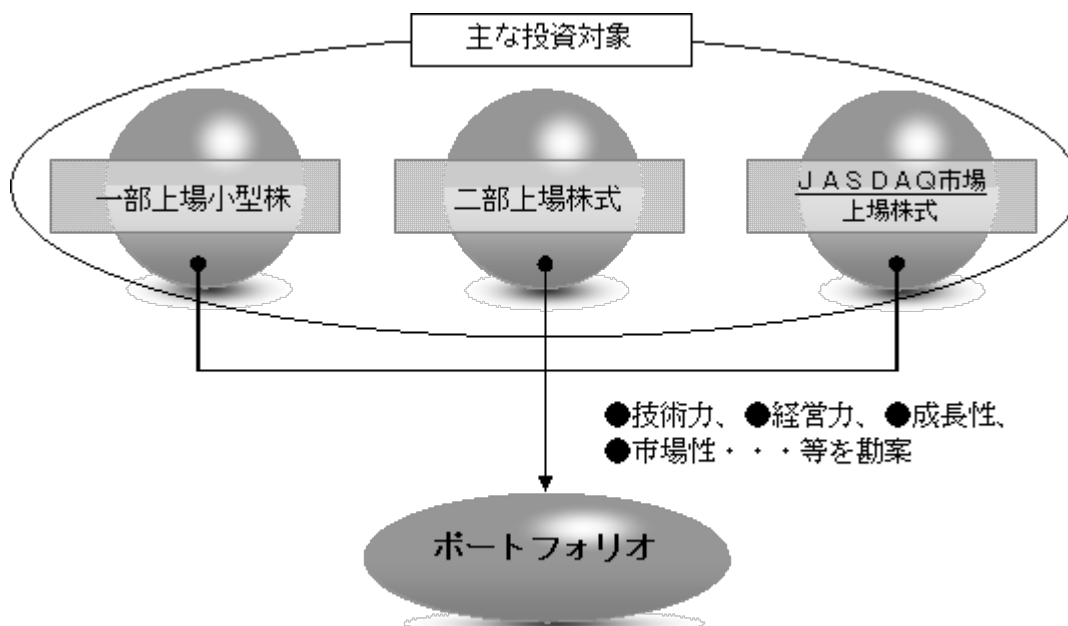 主な投資対象
一部上場小型株
二部上場株式
ＪＡＳＤＡＱ市場
上場株式
●技術力、●経営力、●成長性、
●市場性・・・等を勘案
ポートフォリオ